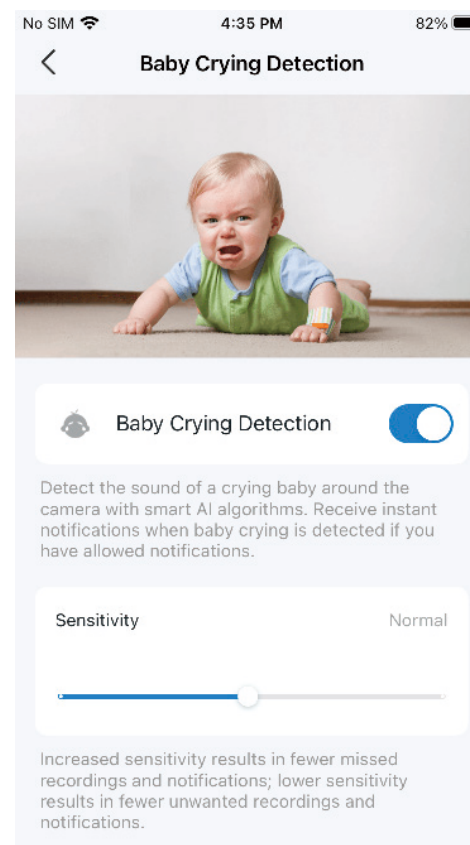 No SIM 4:35 PM 82%
Baby Crying Detection
Baby Crying Detection
Detect the sound of a crying baby around the
camera with smart AI algorithms. Receive instant
notifications when baby crying is detected if you
have allowed notifications.
Sensitivity Normal
Increased sensitivity results in fewer missed
recordings and notifications; lower sensitivity
results in fewer unwanted recordings and
notifications.